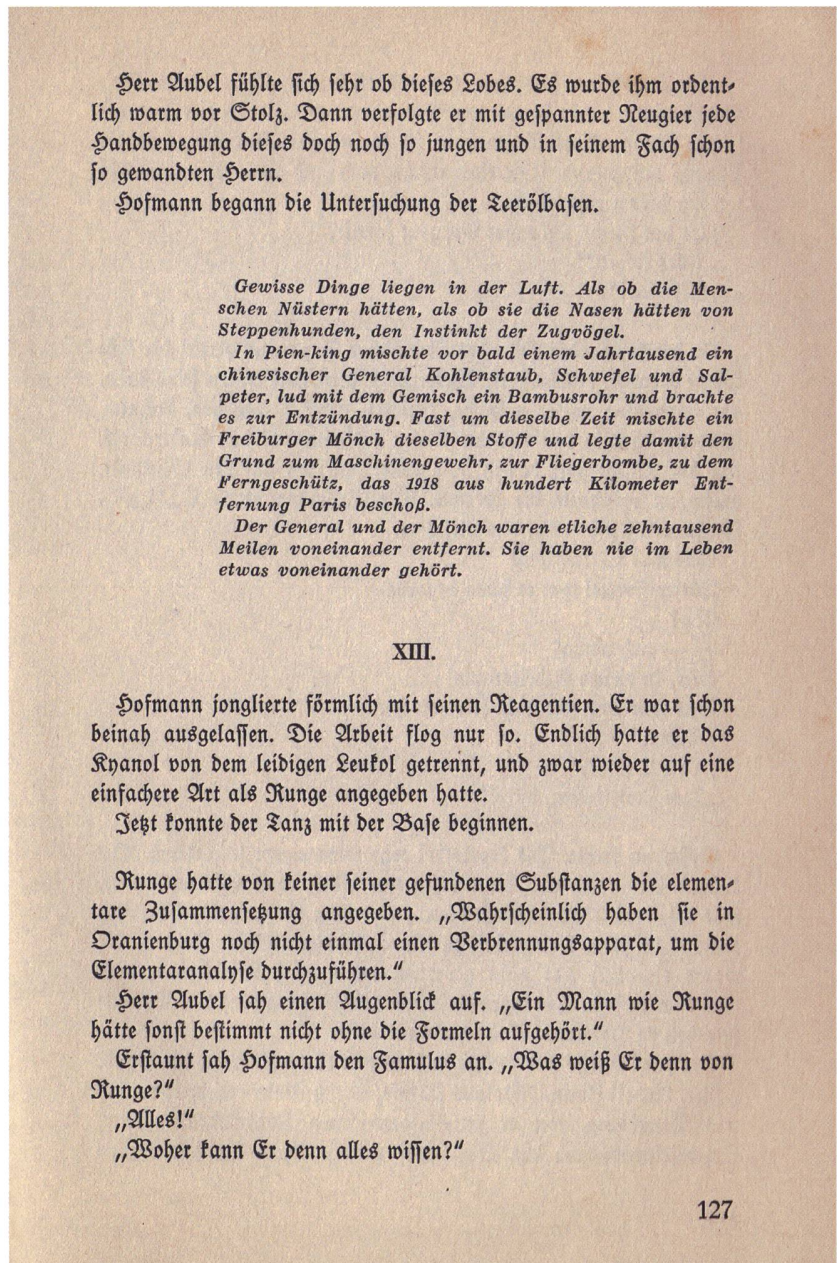 Herr Aubel fühlte sich sehr ob dieses Lobes. Es wurde ihm ordent-
lich warm vor Stolz. Dann verfolgte er mit gespannter Neugier jede
Handbewegung dieses doch noch so jungen und in seinem Fach schon
so gewandten Herrn.
Hofmann begann die Untersuchung der Teerölbasen.
Gewisse Dinge liegen in der Luft. Als ob die Men-
schen Nüstern hätten, als ob sie die Nasen hätten von
Steppenhunden, den Instinkt der Zugvögel.
In Pien-king mischte vor bald einem Jahrtausend ein
chinesischer General Kohlenstaub, Schwefel und Sal-
peter, lud mit dem Gemisch ein Bambusrohr und brachte
es zur Entzündung. Fast um dieselbe Zeit mischte ein
Freiburger Mönch dieselben Stoffe und legte damit den
Grund zum Maschinengewehr, zur Fliegerbombe, zu dem
Ferngeschütz, das 1918 aus hundert Kilometer Ent-
fernung Paris beschoß.
Der General und der Mönch waren etliche zehntausend
Meilen voneinander entfernt. Sie haben nie im Leben
etwas voneinander gehört.
XIII.
Hofmann jonglierte förmlich mit seinen Reagentien. Er war schon
beinah ausgelassen. Die Arbeit flog nur so. Endlich hatte er das
Kyanol von dem leidigen Leukol getrennt, und zwar wieder auf eine
einfachere Art als Runge angegeben hatte.
Jetzt konnte der Tanz mit der Base beginnen.
Runge hatte von keiner seiner gefundenen Substanzen die elemen-
tare Zusammensetzung angegeben. „Wahrscheinlich haben sie in
Oranienburg noch nicht einmal einen Verbrennungsapparat, um die
Elementaranalyse durchzuführen.“
Herr Aubel sah einen Augenblick auf. „Ein Mann wie Runge
hätte sonst bestimmt nicht ohne die Formeln aufgehört.“
Erstaunt sah Hofmann den Famulus an. „Was weiß Er denn von
Runge?“
„Alles!“
„Woher kann Er denn alles wissen?“
127